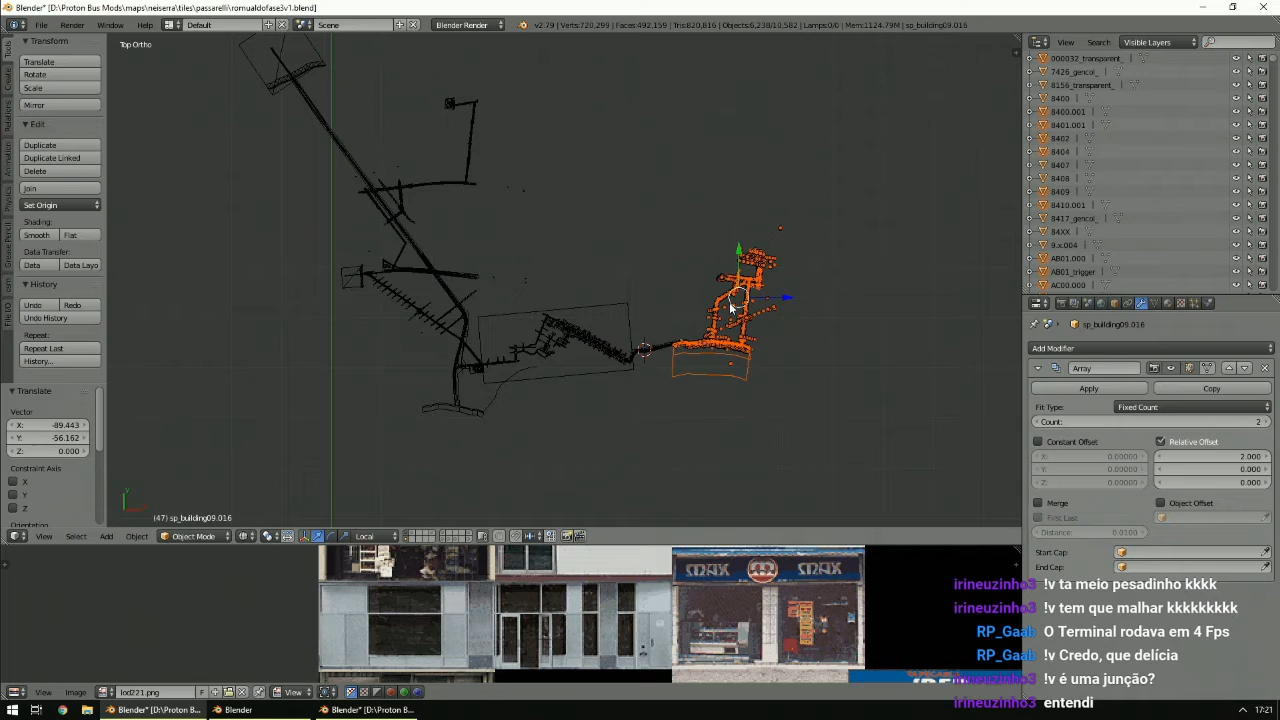 Blender* [D:\Proton Bus Mods\maps\neiserra\tiles\passarelli\romualdofase3v1.blend]
File Render Window Help Default Scene Blender Render v2.79 | Verts:720,299 | Faces:492,159 | Tris:820,816 | Objects:6,238/10,582 | Lamps:0/0 | Mem:1124.79M | sp_building09.016
Transform
Translate
Rotate
Scale
Mirror
Edit
Duplicate
Duplicate Linked
Delete
Join
Set Origin
Shading:
Smooth Flat
Data Transfer:
Data Data Layo
History
Undo Redo
Undo History
Repeat:
Repeat Last
History...
Translate
Vector
X: -89.443
Y: -56.162
Z: 0.000
Constraint Axis
X
Y
Z
Orientation
Tools
Create
Relations
Animation
Physics
Grease Pencil
File I/O
Top Ortho
(47) sp_building09.016
View Select Add Object Object Mode Local
View Search Visible Layers
000032_transparent_
7426_gencol_
8156_transparent_
8400
8400.001
8401.001
8402
8404
8407
8408
8409
8410.001
8417_gencol_
84XX
9.x.004
AB01.001
AB01_trigger
AC00.000
sp_building09.016
Add Modifier
Array
Apply Copy
Fit Type: Fixed Count
Count: 2
Constant Offset Relative Offset
X: 0.00000 2.000
Y: 0.00000 0.000
Z: 0.00000 0.000
Merge Object Offset
First Last
Distance: 0.0100
Start Cap:
End Cap:
irineuzinho3 !v ta meio pesadinho kkkk
irineuzinho3 !v tem que malhar kkkkkkkkk
RP_Gaab O Terminal rodava em 4 Fps
RP_Gaab !v Credo, que delícia
irineuzinho3 !v é uma junção?
irineuzinho3 entendi
MAX MAX
View Image lod221.png F View
Blender* [D:\Proton B... Blender Blender* [D:\Proton B... 17:21